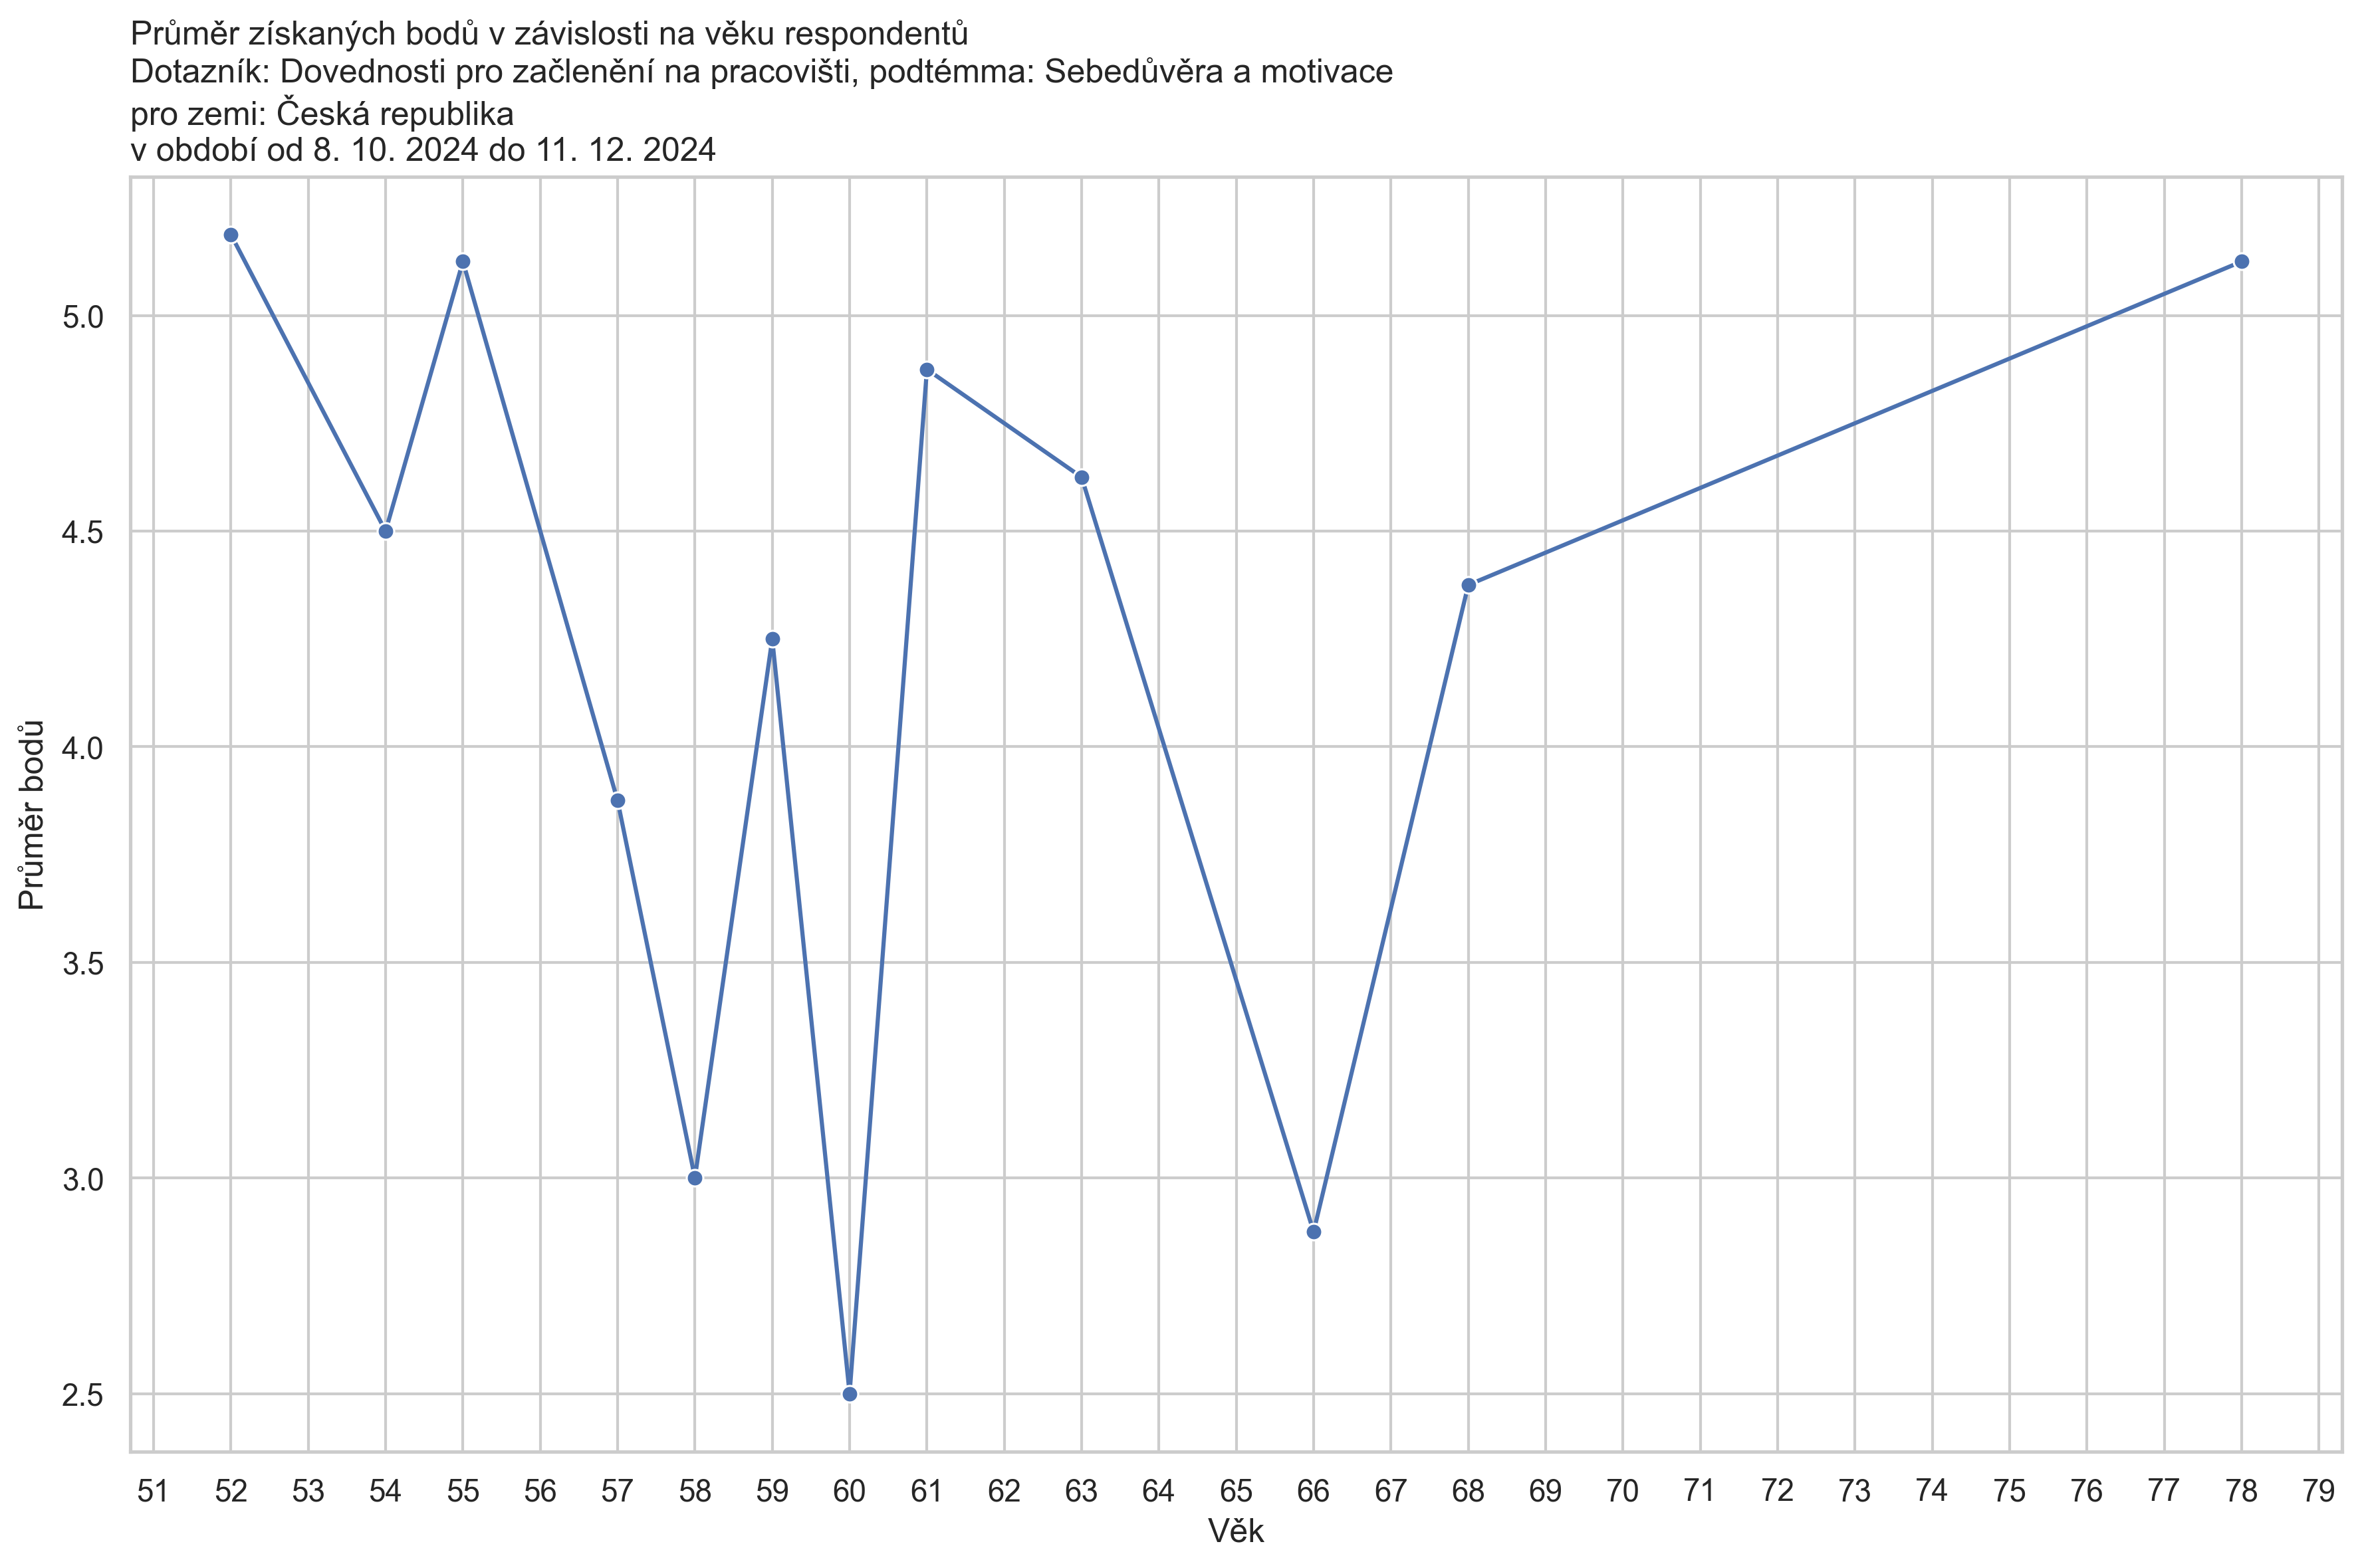 Průměr získaných bodů v závislosti na věku respondentů
Dotazník: Dovednosti pro začlenění na pracovišti, podtémma: Sebedůvěra a motivace
pro zemi: Česká republika
v období od 8. 10. 2024 do 11. 12. 2024
Průměr bodů
5.0
4.5
4.0
3.5
3.0
2.5
51 52 53 54 55 56 57 58 59 60 61 62 63 64 65 66 67 68 69 70 71 72 73 74 75 76 77 78 79
Věk